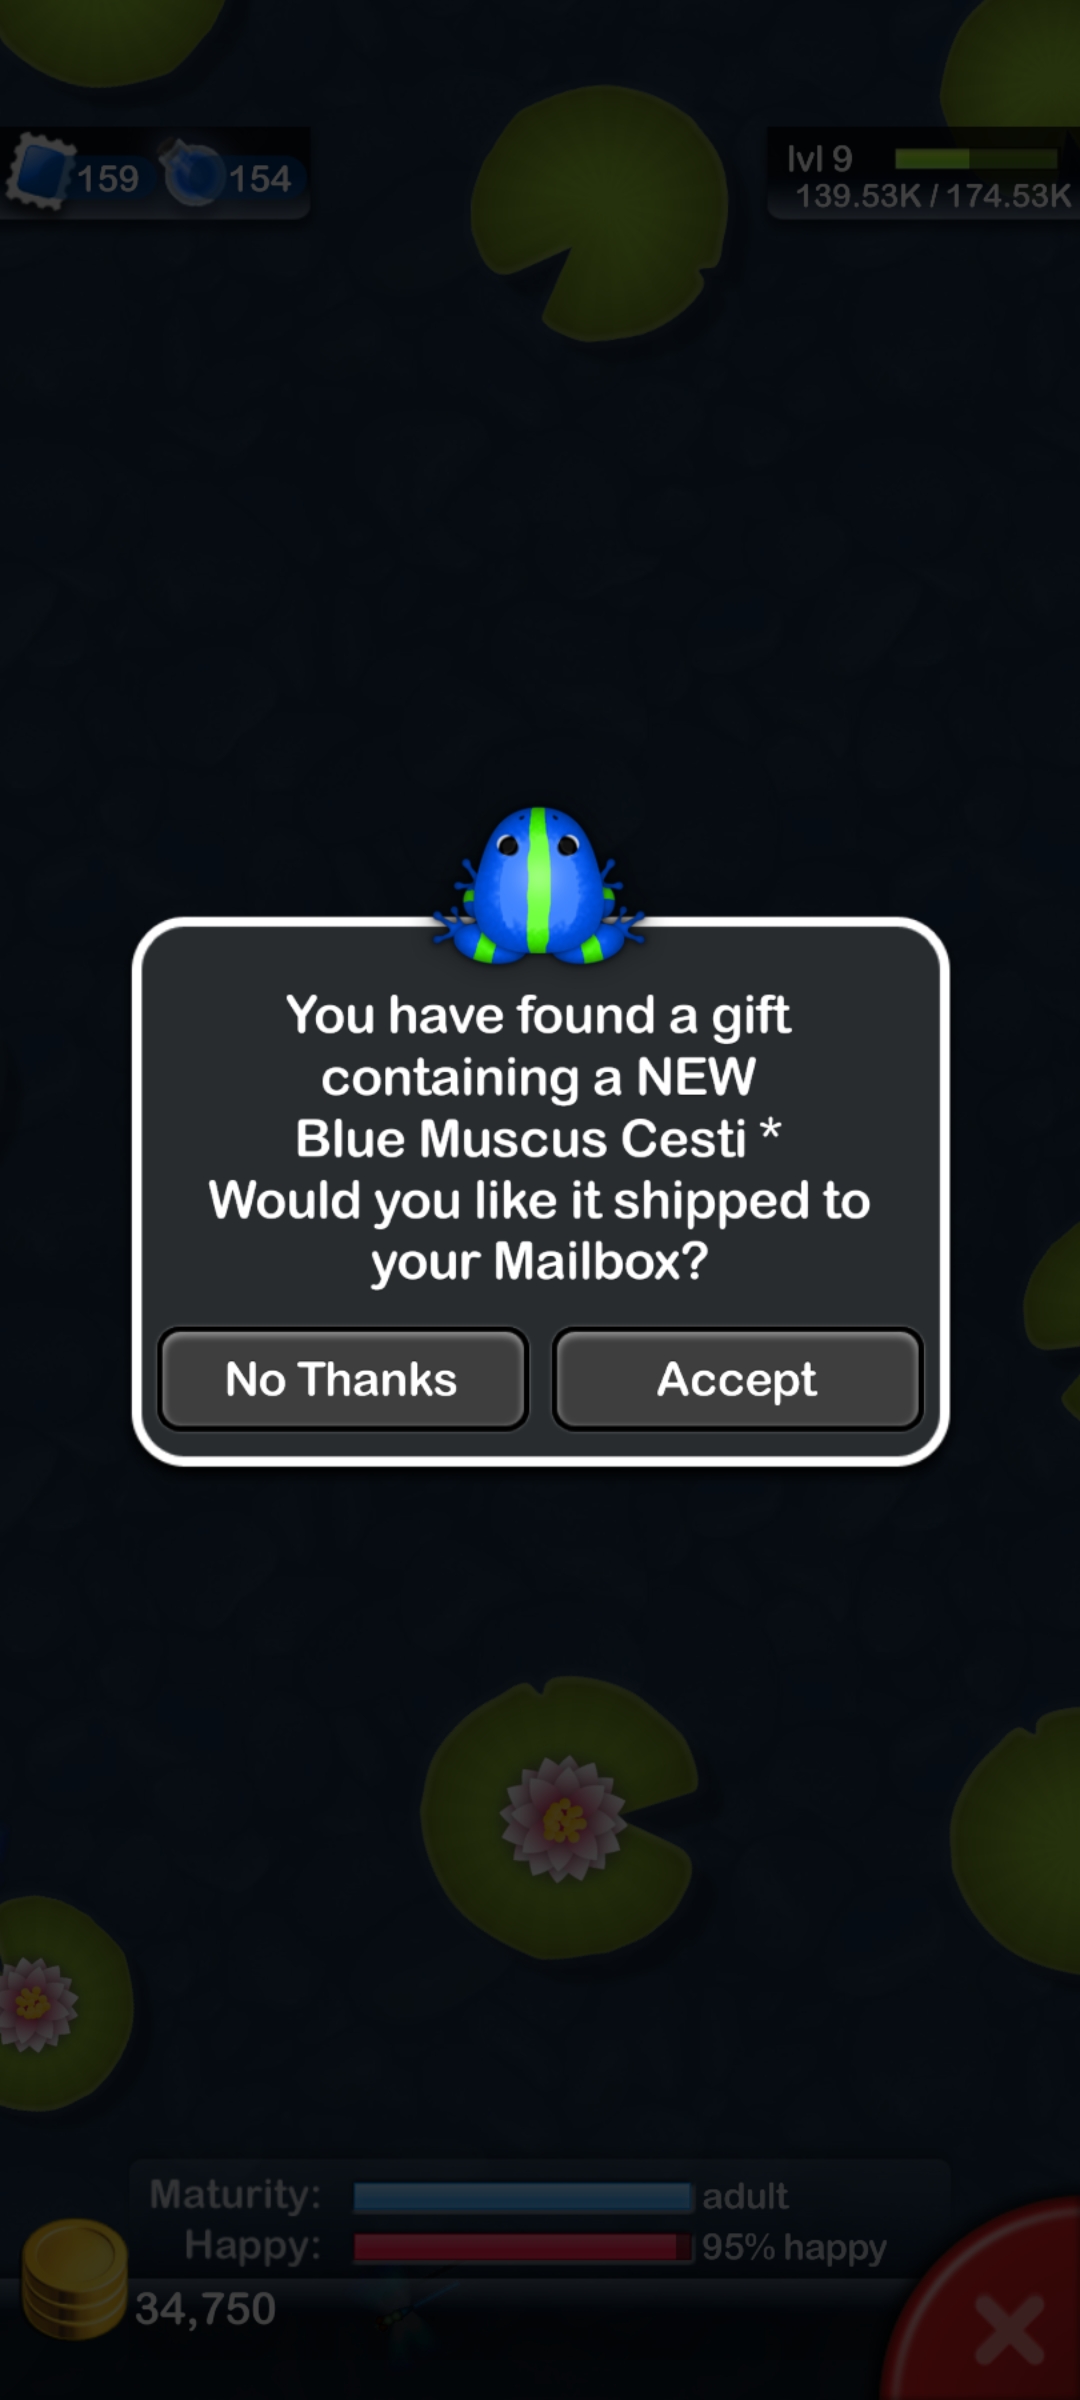 159 154
lvl 9
139.53K / 174.53K
You have found a gift
containing a NEW
Blue Muscus Cesti *
Would you like it shipped to
your Mailbox?
No Thanks Accept
Maturity: adult
Happy: 95% happy
34,750